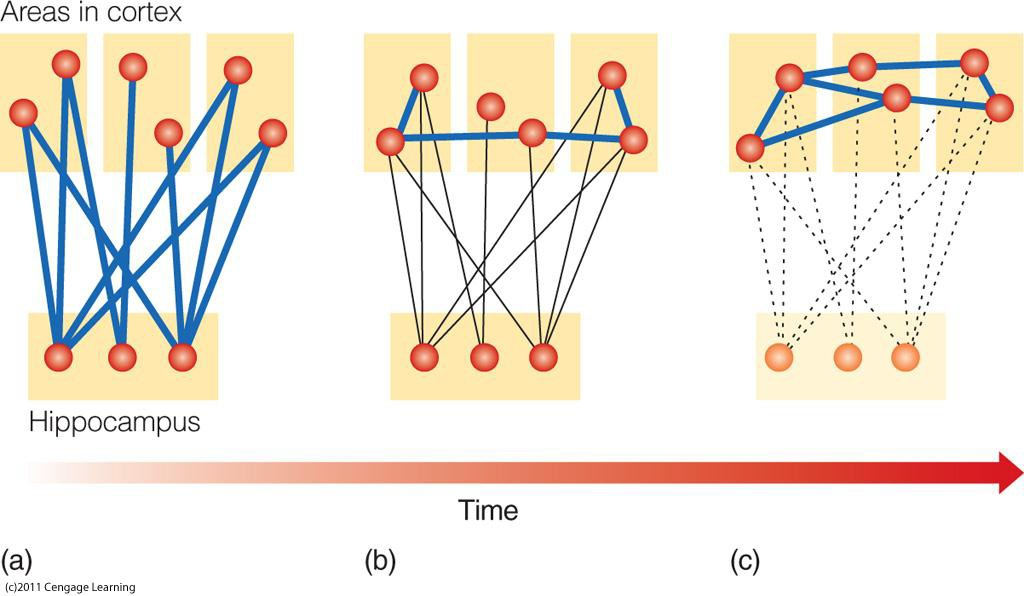 Areas in cortex
Hippocampus
Time
(a)
(b)
(c)
(c)2011 Cengage Learning